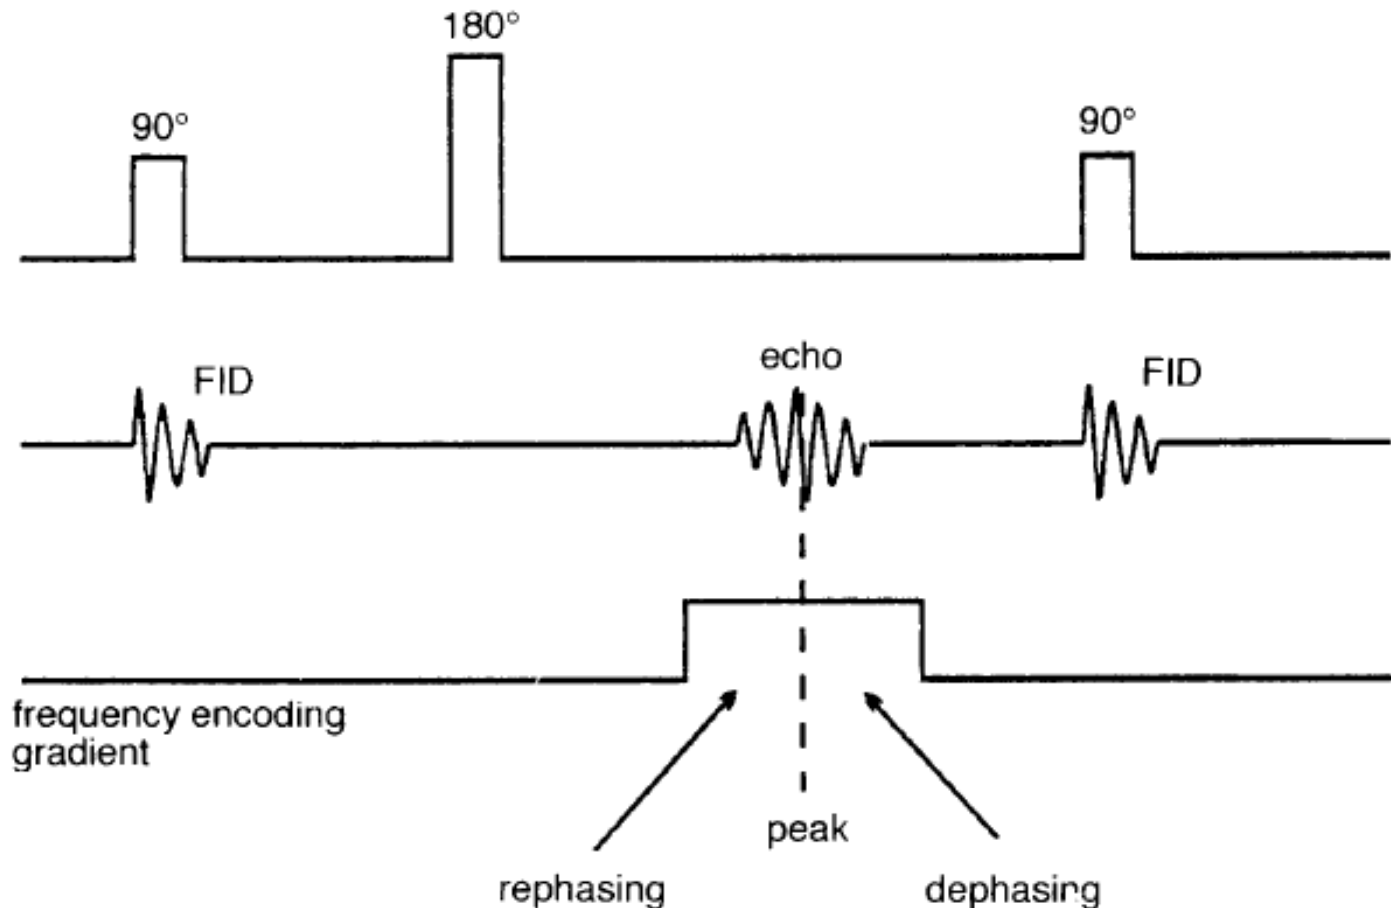 180°
90°
90°
FID
echo
FID
frequency encoding
gradient
peak
rephasing
dephasing